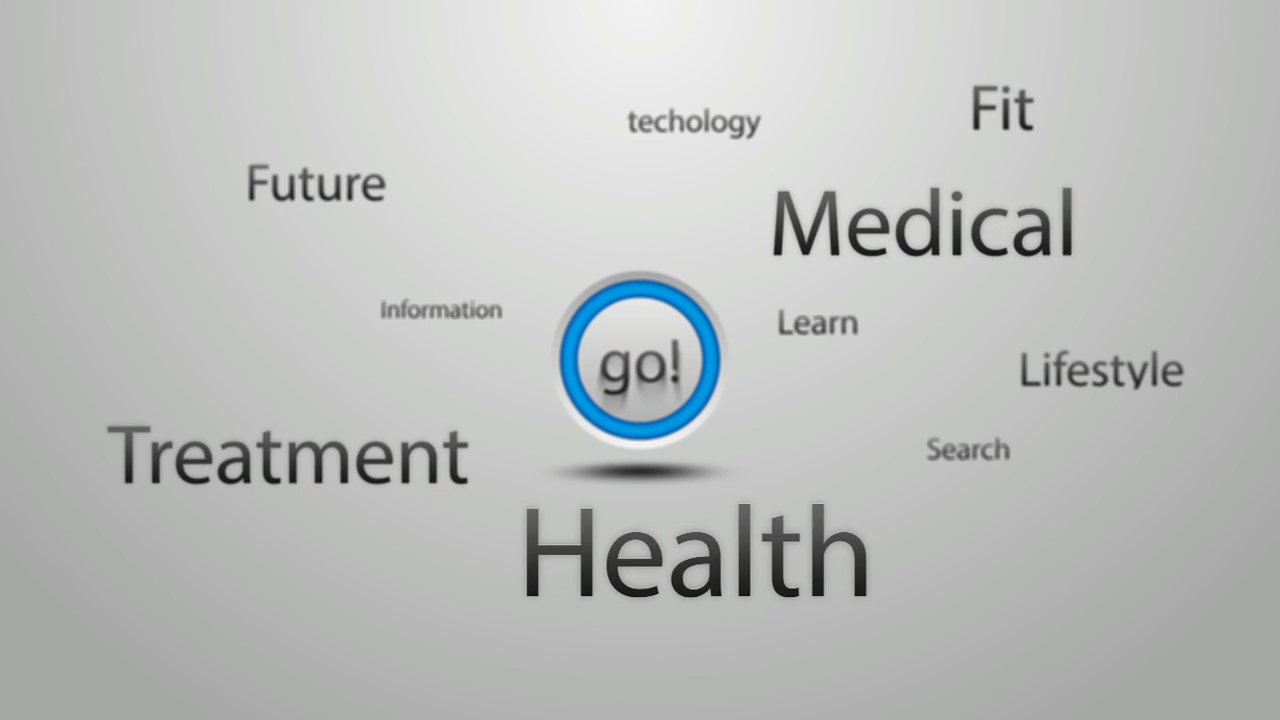 Fit
techology
Future
Medical
Information
Learn
go!
Lifestyle
Search
Treatment
Health